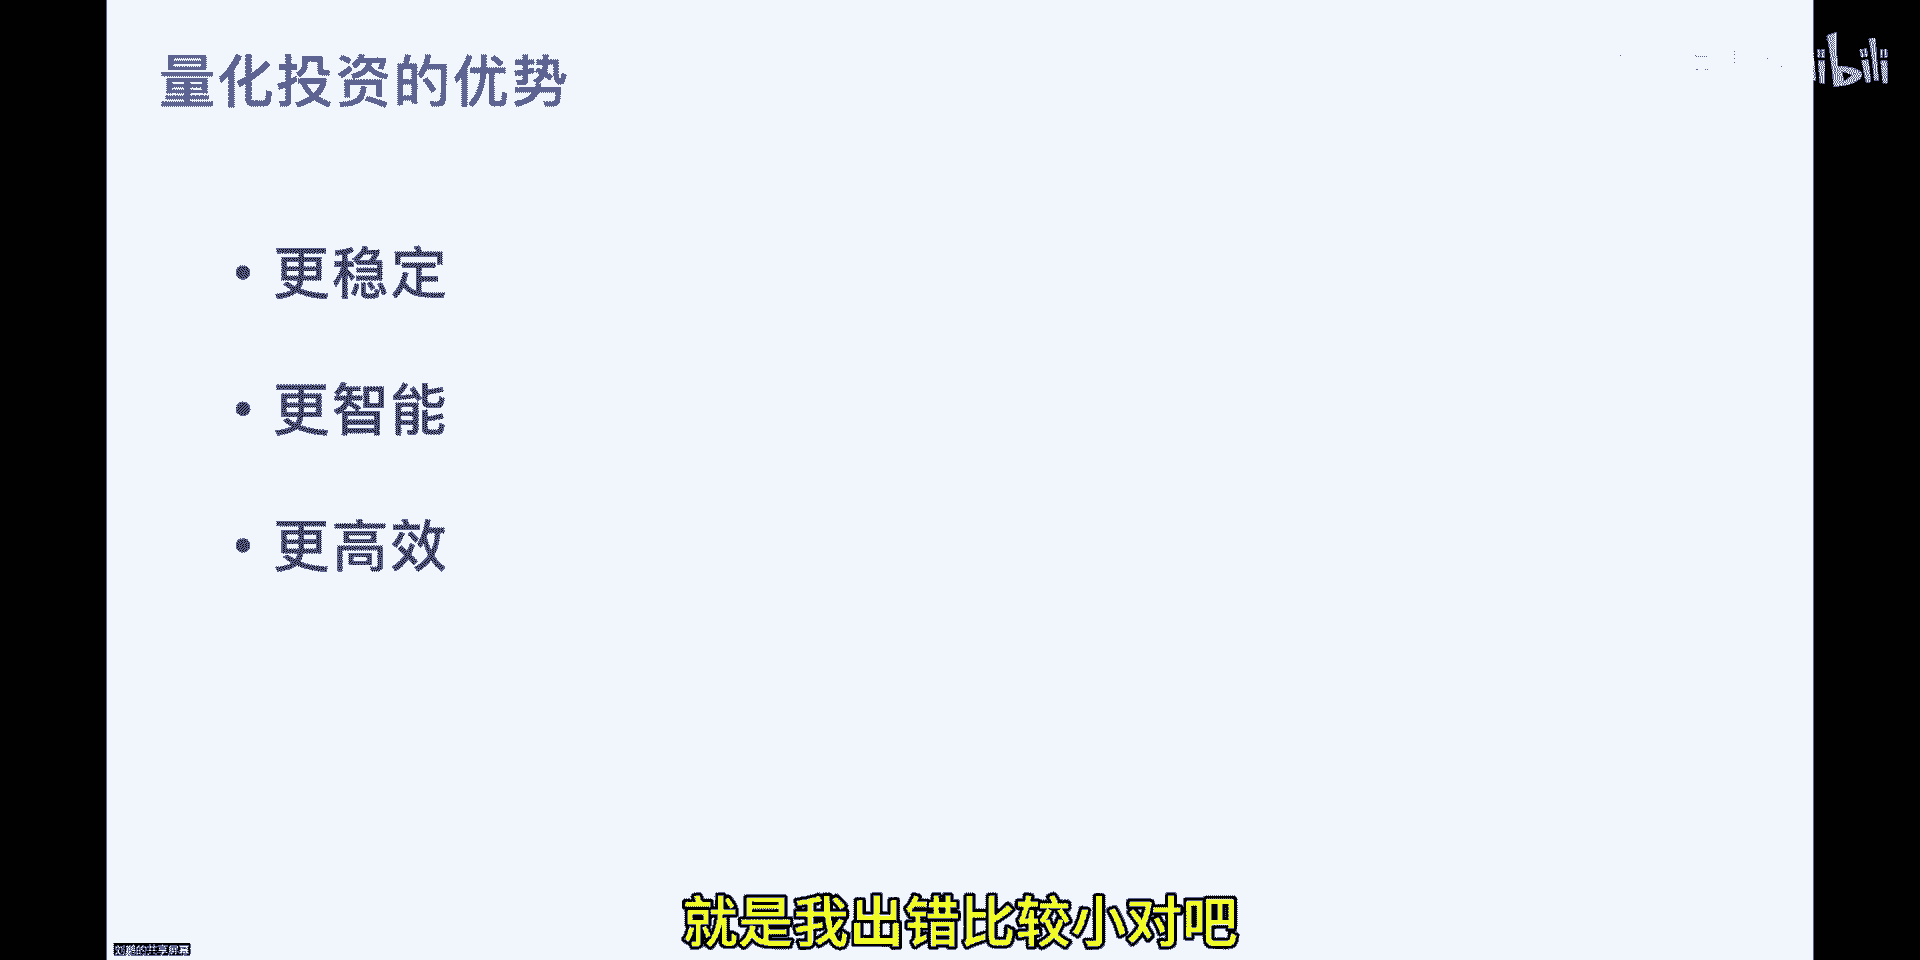 量化投资的优势
• 更稳定
• 更智能
• 更高效
就是我出错比较小对吧
刘鹏的共享屏幕